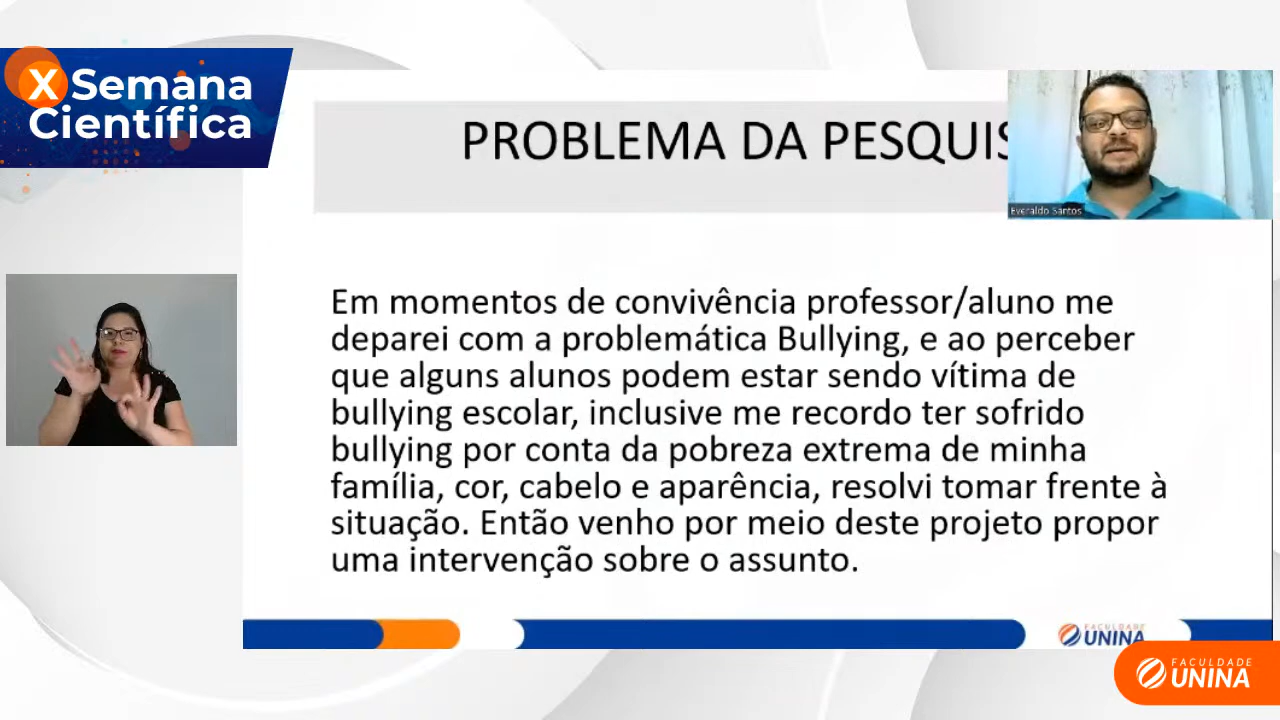 X Semana
Científica
PROBLEMA DA PESQUIS
Everaldo Santos
Em momentos de convivência professor/aluno me
deparei com a problemática Bullying, e ao perceber
que alguns alunos podem estar sendo vítima de
bullying escolar, inclusive me recordo ter sofrido
bullying por conta da pobreza extrema de minha
família, cor, cabelo e aparência, resolvi tomar frente à
situação. Então venho por meio deste projeto propor
uma intervenção sobre o assunto.
FACULDADE
UNINA
FACULDADE
UNINA